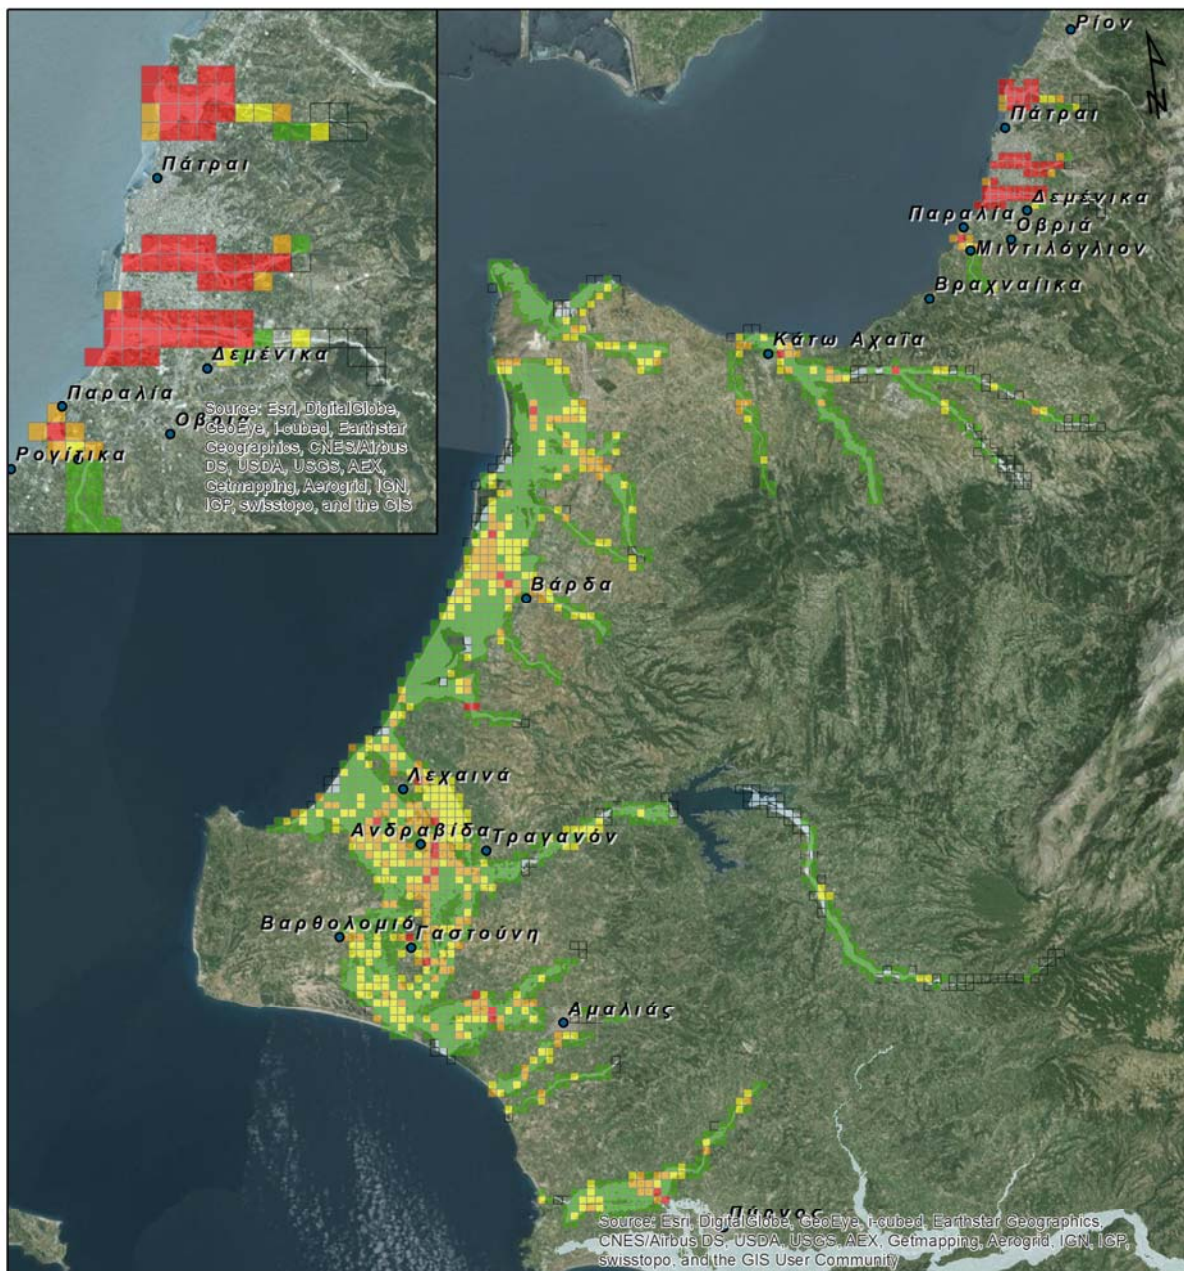 Πάτραι
Δεμένικα
Παραλία
Οβρια
Ρογίτικα
Source: Esri, DigitalGlobe,
GeoEye, i-cubed, Earthstar
Geographics, CNES/Airbus
DS, USDA, USGS, AEX,
Getmapping, Aerogrid, IGN,
IGP, swisstopo, and the GIS
Ρίον
N
Πάτραι
Δεμένικα
Παραλία
Οβριά
Μιντιλόγλιον
Βραχναίικα
Κάτω Αχαΐα
Βάρδα
Λεχαινά
Ανδραβίδα
Τραγανόν
Βαρθολομιό
Γαστούνη
Αμαλιάς
Πύργος
Source: Esri, DigitalGlobe, GeoEye, i-cubed, Earthstar Geographics,
CNES/Airbus DS, USDA, USGS, AEX, Getmapping, Aerogrid, IGN, IGP,
swisstopo, and the GIS User Community